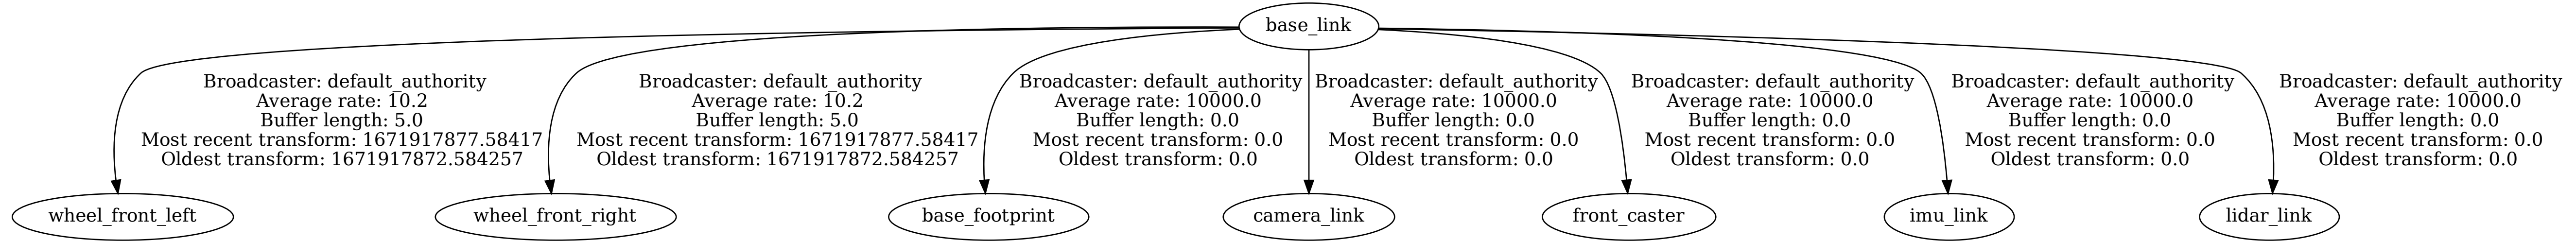 base_link
Broadcaster: default_authority
Average rate: 10.2
Buffer length: 5.0
Most recent transform: 1671917877.58417
Oldest transform: 1671917872.584257
Broadcaster: default_authority
Average rate: 10.2
Buffer length: 5.0
Most recent transform: 1671917877.58417
Oldest transform: 1671917872.584257
Broadcaster: default_authority
Average rate: 10000.0
Buffer length: 0.0
Most recent transform: 0.0
Oldest transform: 0.0
Broadcaster: default_authority
Average rate: 10000.0
Buffer length: 0.0
Most recent transform: 0.0
Oldest transform: 0.0
Broadcaster: default_authority
Average rate: 10000.0
Buffer length: 0.0
Most recent transform: 0.0
Oldest transform: 0.0
Broadcaster: default_authority
Average rate: 10000.0
Buffer length: 0.0
Most recent transform: 0.0
Oldest transform: 0.0
Broadcaster: default_authority
Average rate: 10000.0
Buffer length: 0.0
Most recent transform: 0.0
Oldest transform: 0.0
wheel_front_left
wheel_front_right
base_footprint
camera_link
front_caster
imu_link
lidar_link